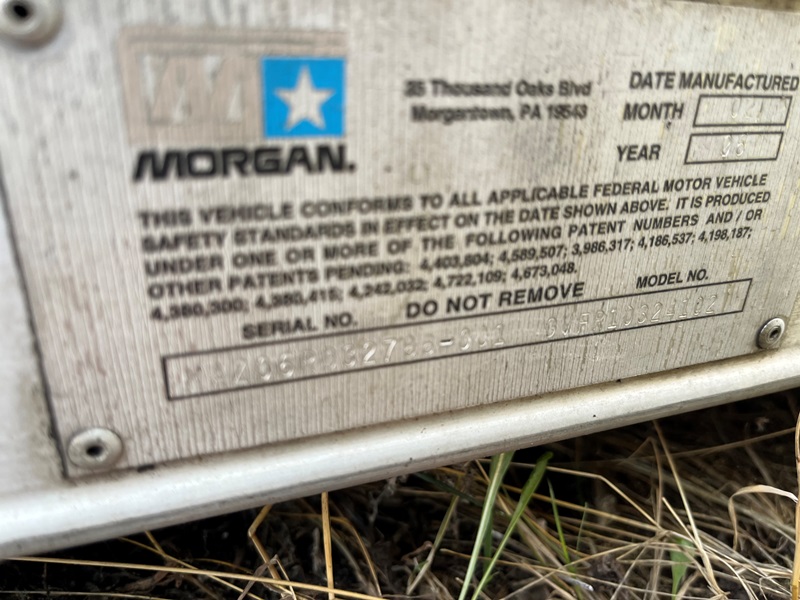 MORGAN.
35 Thousand Oaks Blvd
Morgantown, PA 19543
DATE MANUFACTURED
MONTH
YEAR
THIS VEHICLE CONFORMS TO ALL APPLICABLE FEDERAL MOTOR VEHICLE
SAFETY STANDARDS IN EFFECT ON THE DATE SHOWN ABOVE. IT IS PRODUCED
UNDER ONE OR MORE OF THE FOLLOWING PATENT NUMBERS AND / OR
OTHER PATENTS PENDING: 4,403,804; 4,589,507; 3,986,317; 4,186,537; 4,198,187;
4,380,300; 4,380,415; 4,242,032; 4,722,109; 4,673,048.
SERIAL NO. DO NOT REMOVE MODEL NO.